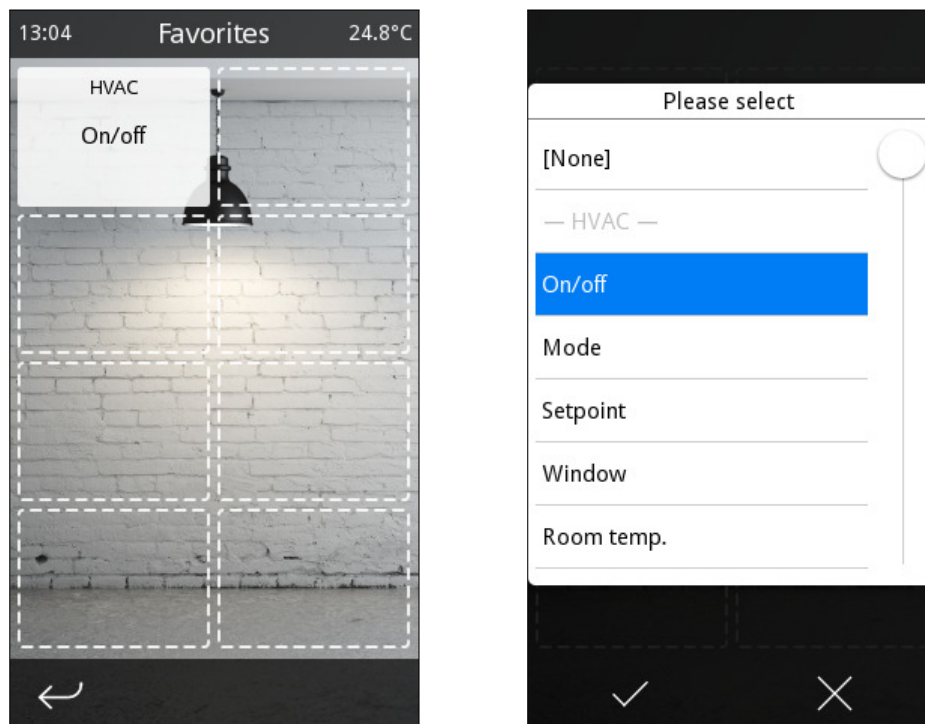 13:04 Favorites 24.8°C
HVAC
On/off
Please select
[None]
— HVAC —
On/off
Mode
Setpoint
Window
Room temp.